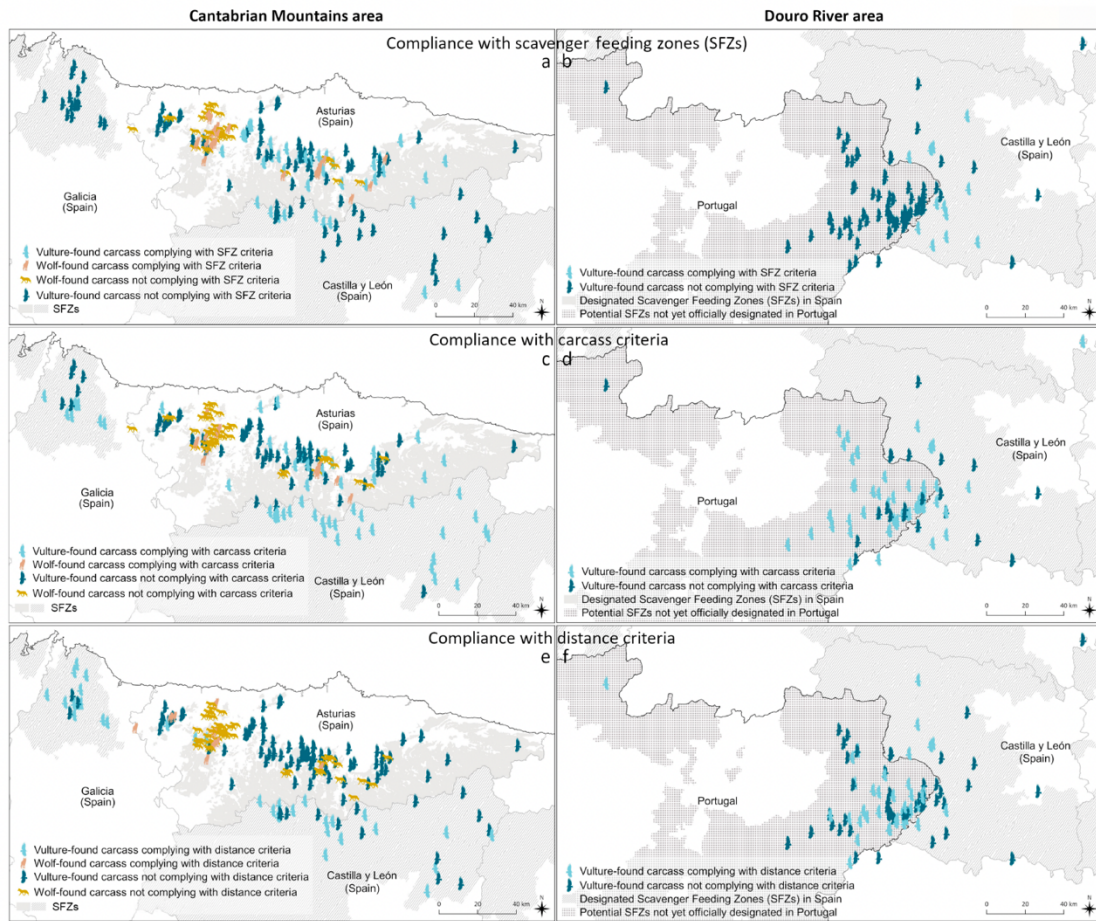 Cantabrian Mountains area
Douro River area
Compliance with scavenger feeding zones (SFZs)
a
b
Asturias
(Spain)
Galicia
(Spain)
Castilla y León
(Spain)
Vulture-found carcass complying with SFZ criteria
Wolf-found carcass complying with SFZ criteria
Wolf-found carcass not complying with SFZ criteria
Vulture-found carcass not complying with SFZ criteria
SFZs
0 20 40 km
N
Castilla y León
(Spain)
Portugal
Vulture-found carcass complying with SFZ criteria
Vulture-found carcass not complying with SFZ criteria
Designated Scavenger Feeding Zones (SFZs) in Spain
Potential SFZs not yet officially designated in Portugal
0 20 40 km
N
Compliance with carcass criteria
c
d
Asturias
(Spain)
Galicia
(Spain)
Castilla y León
(Spain)
Vulture-found carcass complying with carcass criteria
Wolf-found carcass complying with carcass criteria
Vulture-found carcass not complying with carcass criteria
Wolf-found carcass not complying with carcass criteria
SFZs
0 20 40 km
N
Castilla y León
(Spain)
Portugal
Vulture-found carcass complying with carcass criteria
Vulture-found carcass not complying with carcass criteria
Designated Scavenger Feeding Zones (SFZs) in Spain
Potential SFZs not yet officially designated in Portugal
0 20 40 km
N
Compliance with distance criteria
e
f
Asturias
(Spain)
Galicia
(Spain)
Castilla y León
(Spain)
Vulture-found carcass complying with distance criteria
Wolf-found carcass complying with distance criteria
Vulture-found carcass not complying with distance criteria
Wolf-found carcass not complying with distance criteria
SFZs
0 20 40 km
N
Castilla y León
(Spain)
Portugal
Vulture-found carcass complying with distance criteria
Vulture-found carcass not complying with distance criteria
Designated Scavenger Feeding Zones (SFZs) in Spain
Potential SFZs not yet officially designated in Portugal
0 20 40 km
N